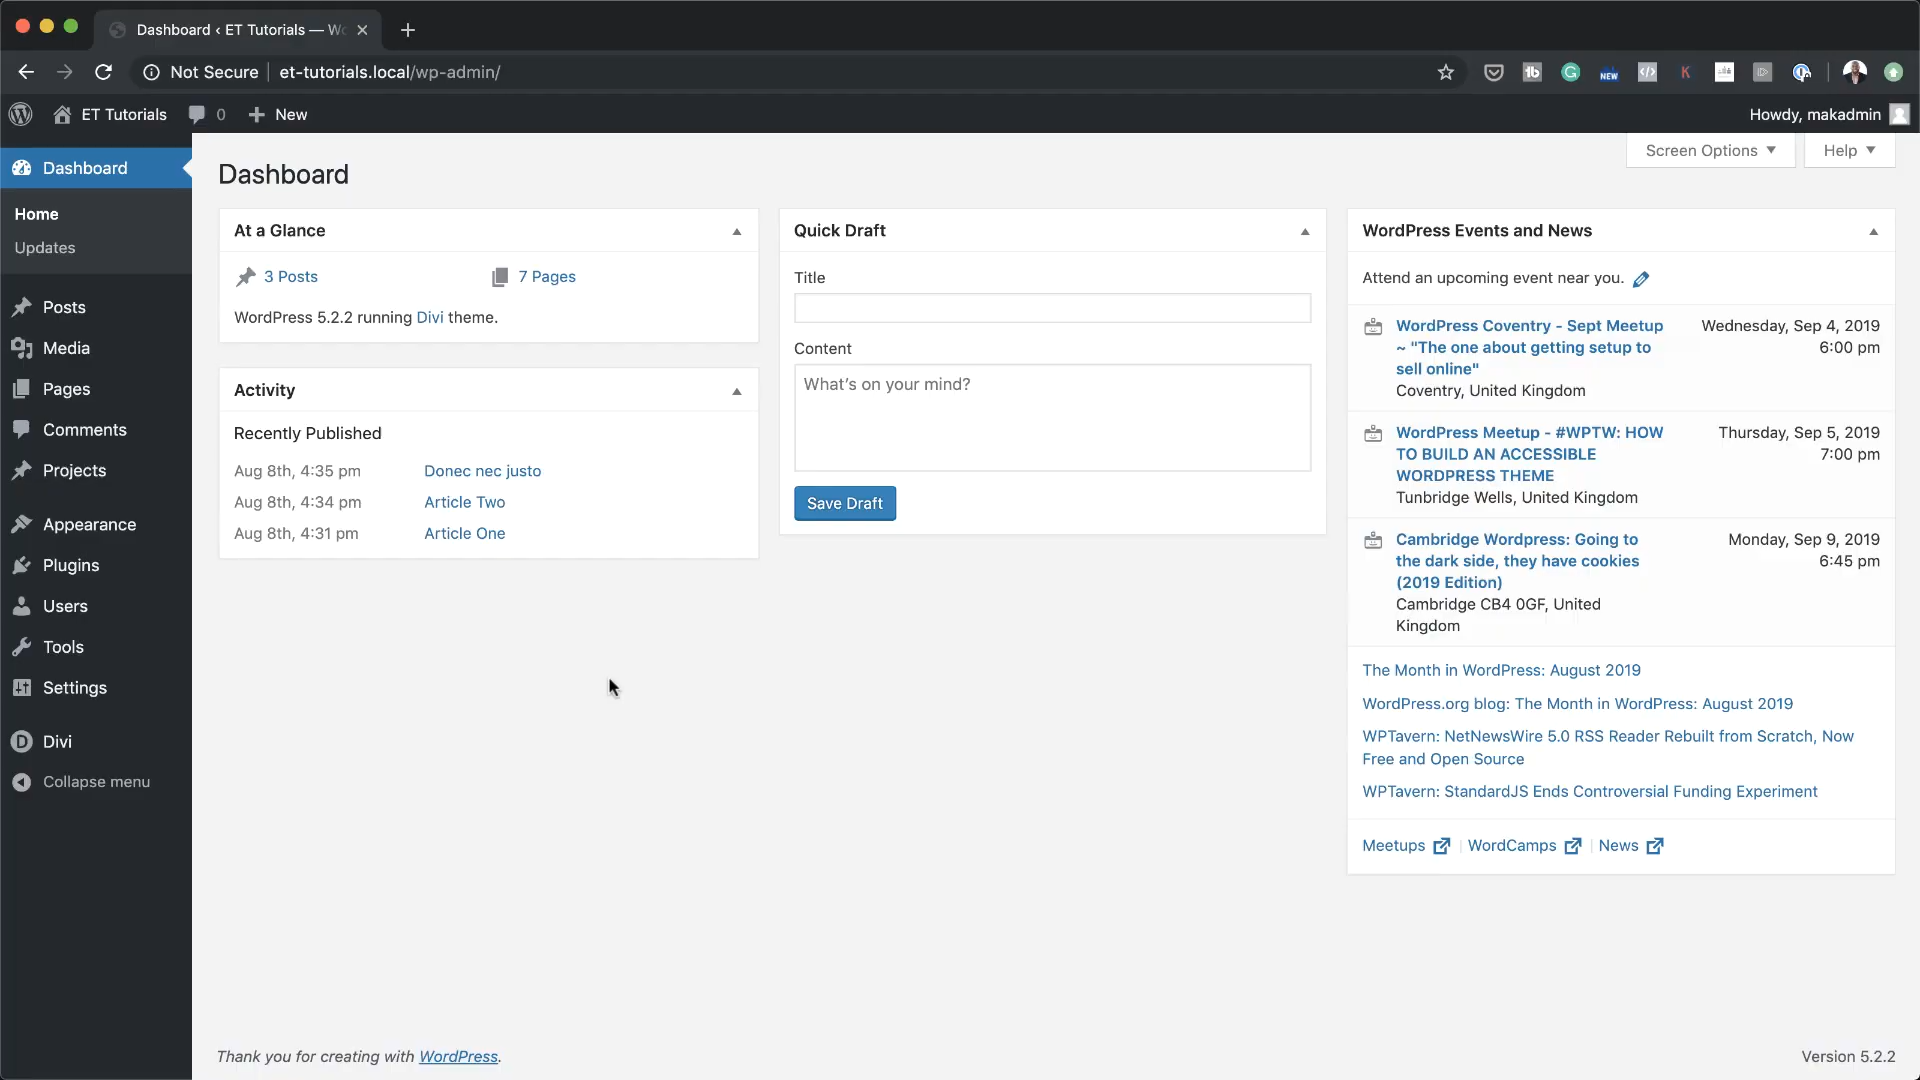 Dashboard ‹ ET Tutorials — Wo
Not Secure
et-tutorials.local/wp-admin/
ET Tutorials
0
New
Howdy, makadmin
Dashboard
Home
Updates
Posts
Media
Pages
Comments
Projects
Appearance
Plugins
Users
Tools
Settings
Divi
Collapse menu
Screen Options
Help
Dashboard
At a Glance
3 Posts
7 Pages
WordPress 5.2.2 running Divi theme.
Activity
Recently Published
Aug 8th, 4:35 pm Donec nec justo
Aug 8th, 4:34 pm Article Two
Aug 8th, 4:31 pm Article One
Quick Draft
Title
Content
What’s on your mind?
Save Draft
WordPress Events and News
Attend an upcoming event near you.
WordPress Coventry - Sept Meetup
~ "The one about getting setup to
sell online"
Coventry, United Kingdom
Wednesday, Sep 4, 2019
6:00 pm
WordPress Meetup - #WPTW: HOW
TO BUILD AN ACCESSIBLE
WORDPRESS THEME
Tunbridge Wells, United Kingdom
Thursday, Sep 5, 2019
7:00 pm
Cambridge Wordpress: Going to
the dark side, they have cookies
(2019 Edition)
Cambridge CB4 0GF, United
Kingdom
Monday, Sep 9, 2019
6:45 pm
The Month in WordPress: August 2019
WordPress.org blog: The Month in WordPress: August 2019
WPTavern: NetNewsWire 5.0 RSS Reader Rebuilt from Scratch, Now
Free and Open Source
WPTavern: StandardJS Ends Controversial Funding Experiment
Meetups | WordCamps | News
Thank you for creating with WordPress.
Version 5.2.2